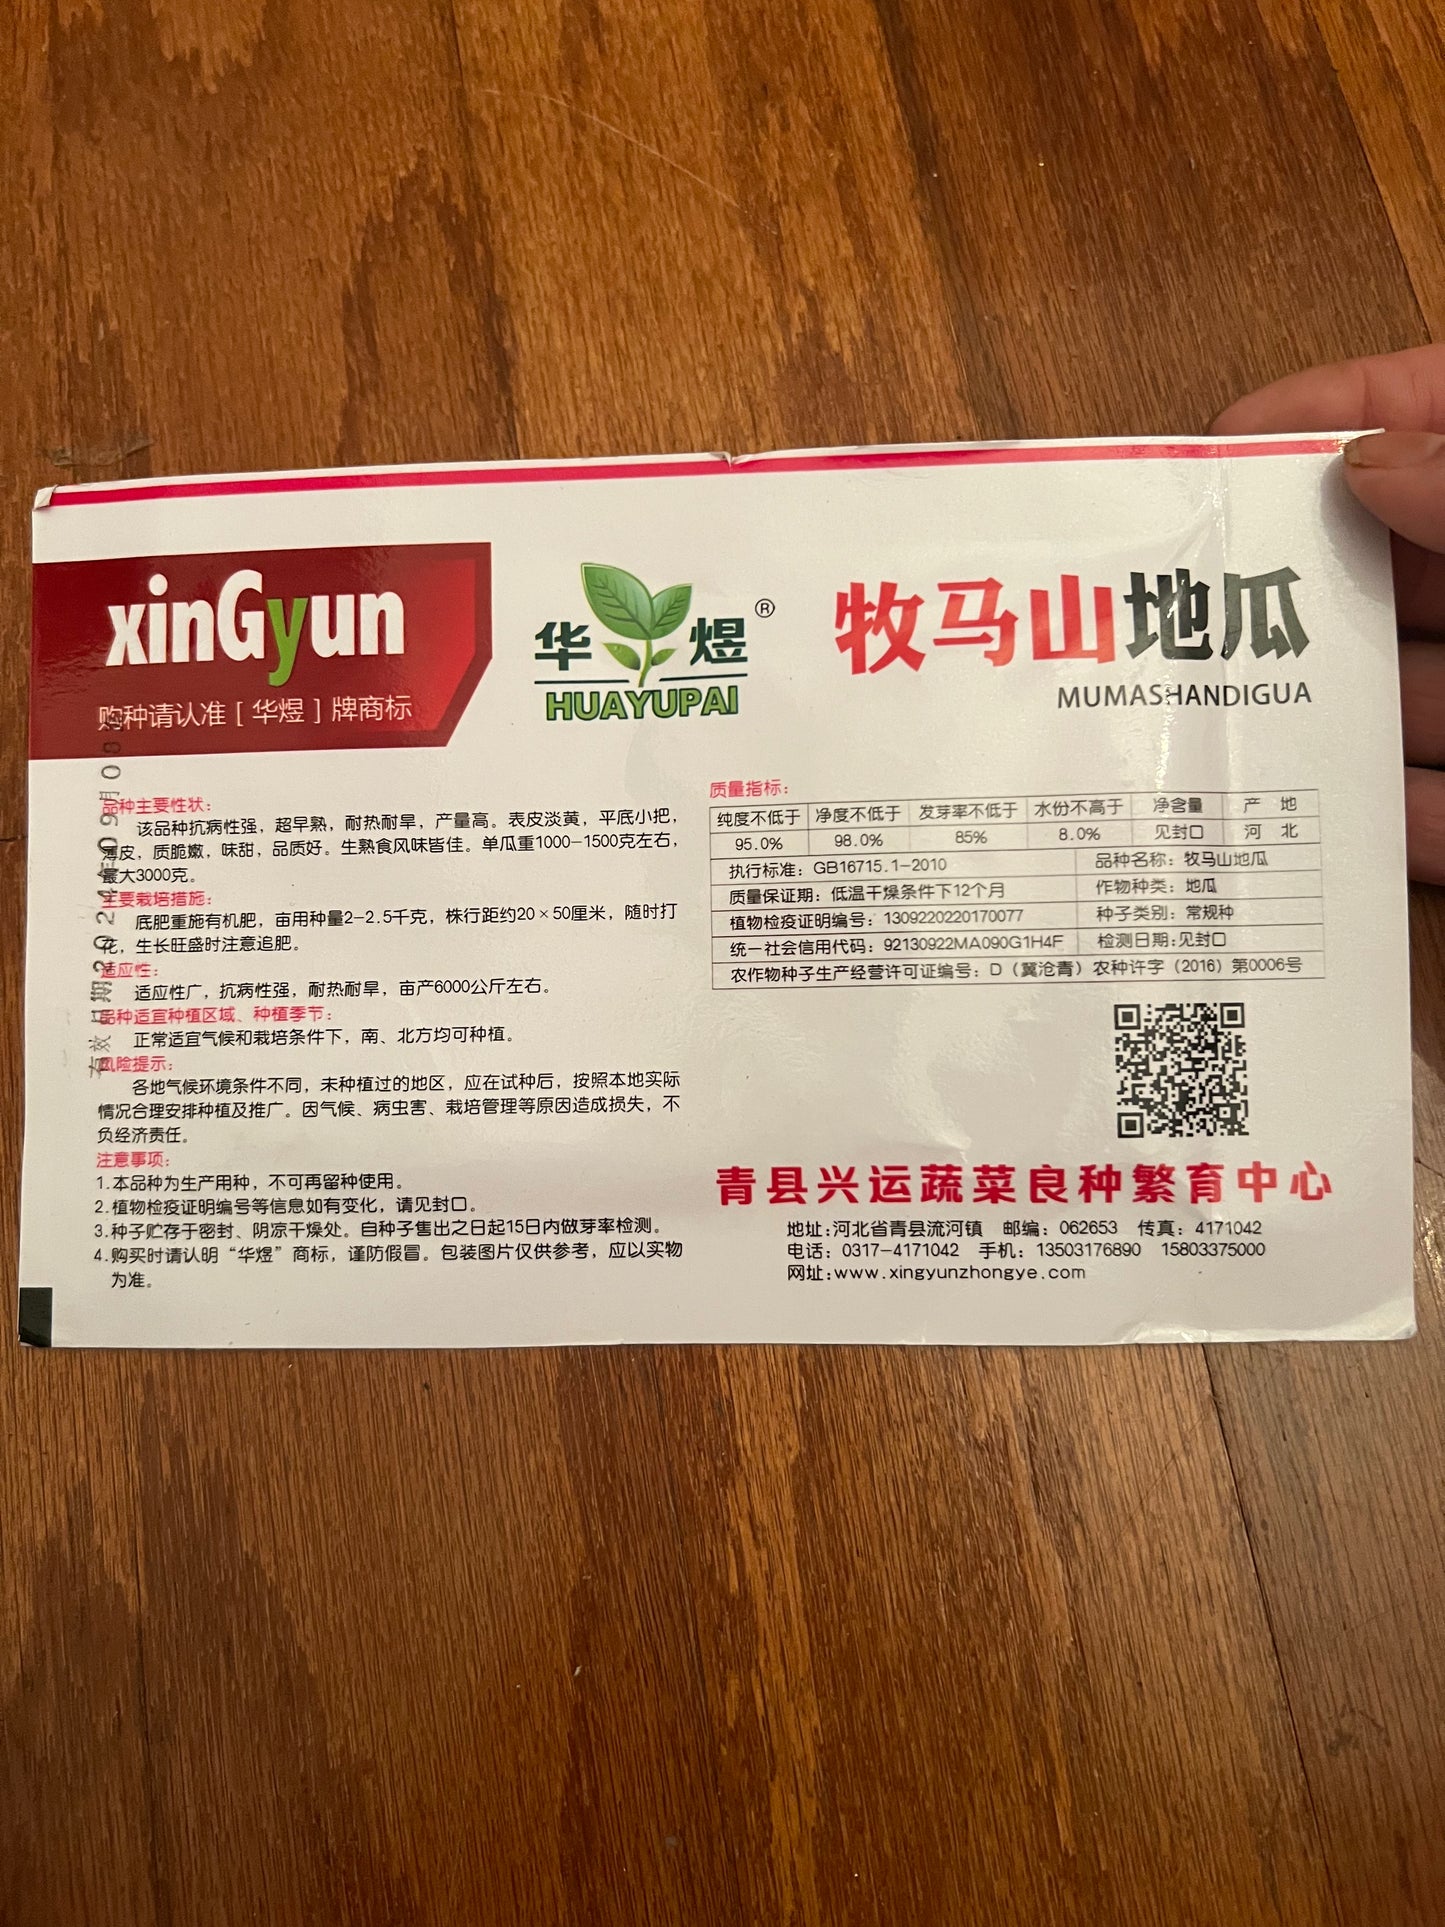 xinGyun
购种请认准 [ 华煜 ] 牌商标
华煜 ®
HUAYUPAI
牧马山地瓜
MUMASHANDIGUA
品种主要性状:
该品种抗病性强，超早熟，耐热耐旱，产量高。表皮淡黄，平底小把，
薄皮，质脆嫩，味甜，品质好。生熟食风味皆佳。单瓜重1000-1500克左右，
最大3000克。
主要栽培措施:
底肥重施有机肥，亩用种量2-2.5千克，株行距约20×50厘米，随时打
花，生长旺盛时注意追肥。
适应性:
适应性广，抗病性强，耐热耐旱，亩产6000公斤左右。
品种适宜种植区域、种植季节:
正常适宜气候和栽培条件下，南、北方均可种植。
风险提示:
各地气候环境条件不同，未种植过的地区，应在试种后，按照本地实际
情况合理安排种植及推广。因气候、病虫害、栽培管理等原因造成损失，不
负经济责任。
注意事项:
1.本品种为生产用种，不可再留种使用。
2.植物检疫证明编号等信息如有变化，请见封口。
3.种子贮存于密封、阴凉干燥处。自种子售出之日起15日内做芽率检测。
4.购买时请认明“华煜”商标，谨防假冒。包装图片仅供参考，应以实物
为准。
质量指标:
纯度不低于 净度不低于 发芽率不低于 水份不高于 净含量 产 地
95.0% 98.0% 85% 8.0% 见封口 河 北
执行标准: GB16715.1-2010 品种名称: 牧马山地瓜
质量保证期: 低温干燥条件下12个月 作物种类: 地瓜
植物检疫证明编号: 1309220220170077 种子类别: 常规种
统一社会信用代码: 92130922MA090G1H4F 检测日期:见封口
农作物种子生产经营许可证编号: D（冀沧青）农种许字（2016）第0006号
青县兴运蔬菜良种繁育中心
地址:河北省青县流河镇 邮编: 062653 传真: 4171042
电话: 0317-4171042 手机: 13503176890 15803375000
网址:www.xingyunzhongye.com